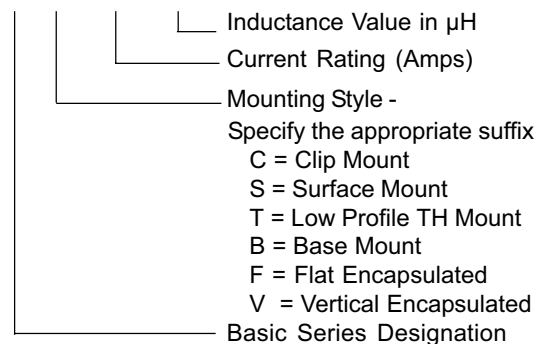 Inductance Value in µH
Current Rating (Amps)
Mounting Style -
Specify the appropriate suffix
C = Clip Mount
S = Surface Mount
T = Low Profile TH Mount
B = Base Mount
F = Flat Encapsulated
V = Vertical Encapsulated
Basic Series Designation